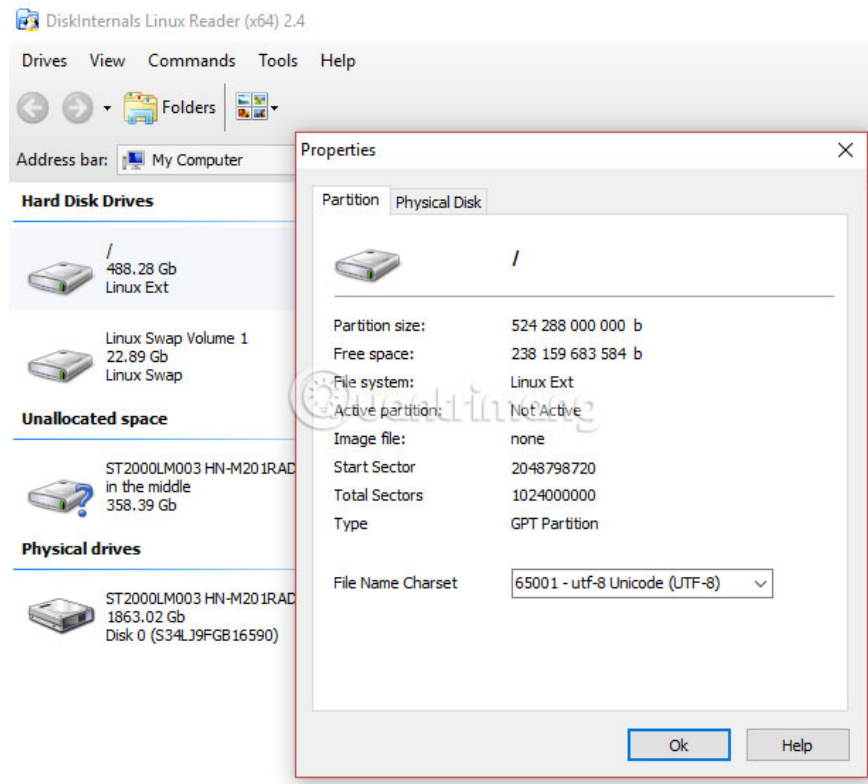 DiskInternals Linux Reader (x64) 2.4
Drives View Commands Tools Help
Folders
Address bar: My Computer
Hard Disk Drives
/
488.28 Gb
Linux Ext
Linux Swap Volume 1
22.89 Gb
Linux Swap
Unallocated space
ST2000LM003 HN-M201RAD
in the middle
358.39 Gb
Physical drives
ST2000LM003 HN-M201RAD
1863.02 Gb
Disk 0 (S34LJ9FGB16590)
Properties
Partition Physical Disk
/
Partition size: 524 288 000 000 b
Free space: 238 159 683 584 b
File system: Linux Ext
Active partition: Not Active
Image file: none
Start Sector 2048798720
Total Sectors 1024000000
Type GPT Partition
File Name Charset 65001 - utf-8 Unicode (UTF-8)
Ok Help
Quantrimang